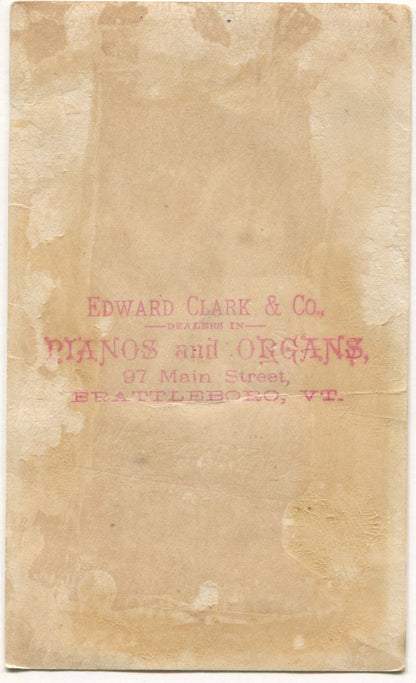 EDWARD CLARK & CO.,
DEALERS IN
PIANOS and ORGANS,
97 Main Street,
BRATTLEBORO, VT.